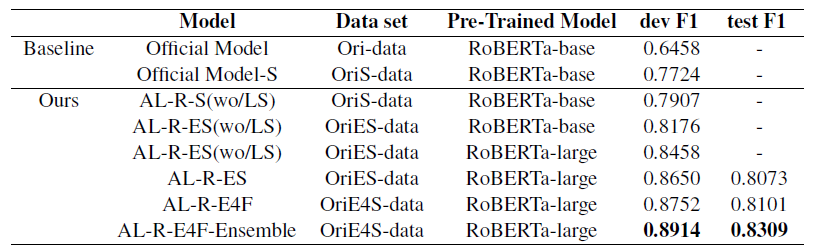 Model Data set Pre-Trained Model dev F1 test F1
Baseline Official Model Ori-data RoBERTa-base 0.6458 -
Official Model-S OriS-data RoBERTa-base 0.7724 -
Ours AL-R-S(wo/LS) OriS-data RoBERTa-base 0.7907 -
AL-R-ES(wo/LS) OriES-data RoBERTa-base 0.8176 -
AL-R-ES(wo/LS) OriES-data RoBERTa-large 0.8458 -
AL-R-ES OriES-data RoBERTa-large 0.8650 0.8073
AL-R-E4F OriE4S-data RoBERTa-large 0.8752 0.8101
AL-R-E4F-Ensemble OriE4S-data RoBERTa-large 0.8914 0.8309